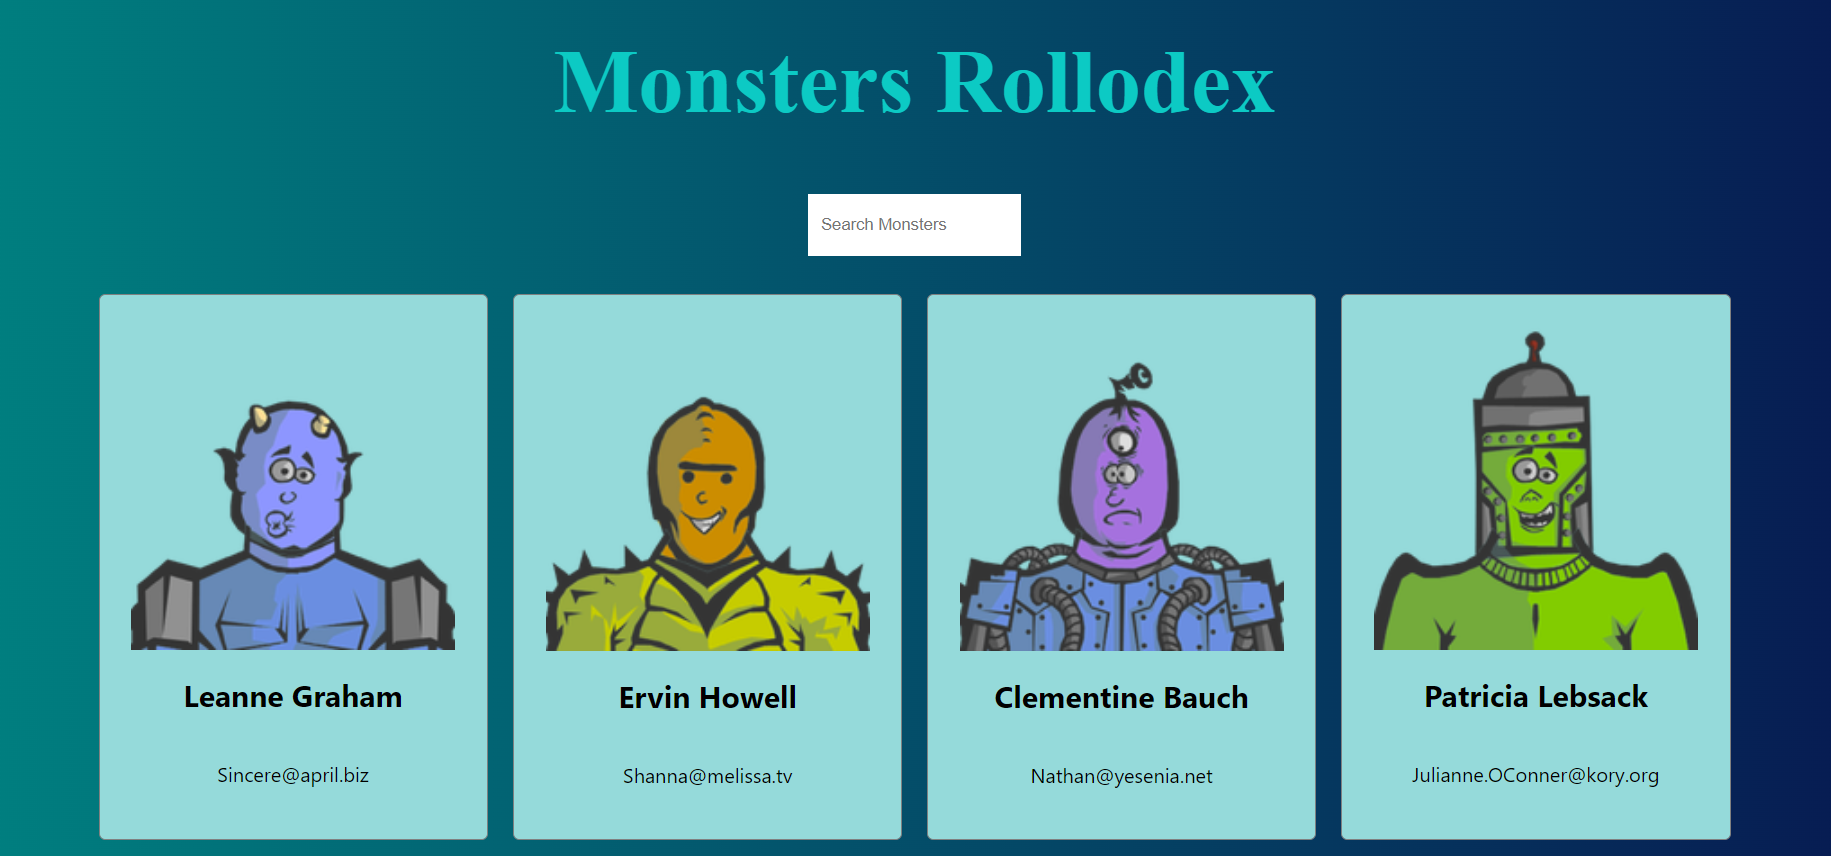 Monsters Rollodex
Search Monsters
Leanne Graham
Sincere@april.biz
Ervin Howell
Shanna@melissa.tv
Clementine Bauch
Nathan@yesenia.net
Patricia Lebsack
Julianne.OConner@kory.org